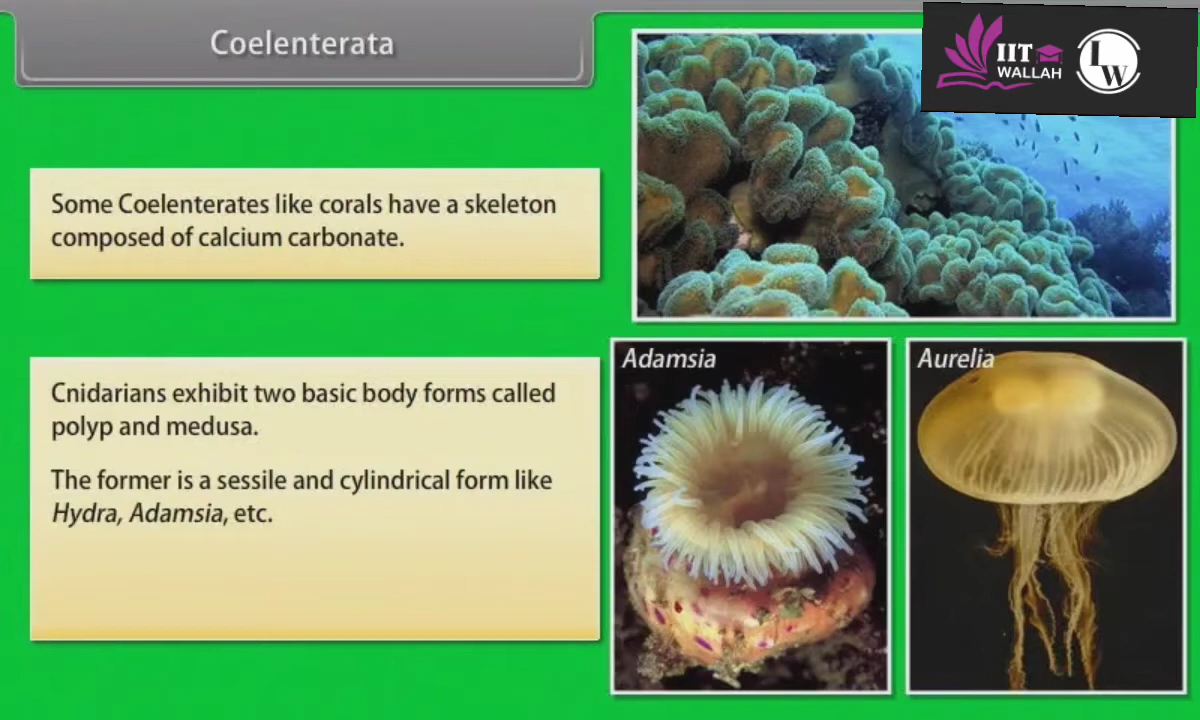 Coelenterata
IIT
WALLAH
LW
Some Coelenterates like corals have a skeleton
composed of calcium carbonate.
Adamsia
Aurelia
Cnidarians exhibit two basic body forms called
polyp and medusa.
The former is a sessile and cylindrical form like
Hydra, Adamsia, etc.